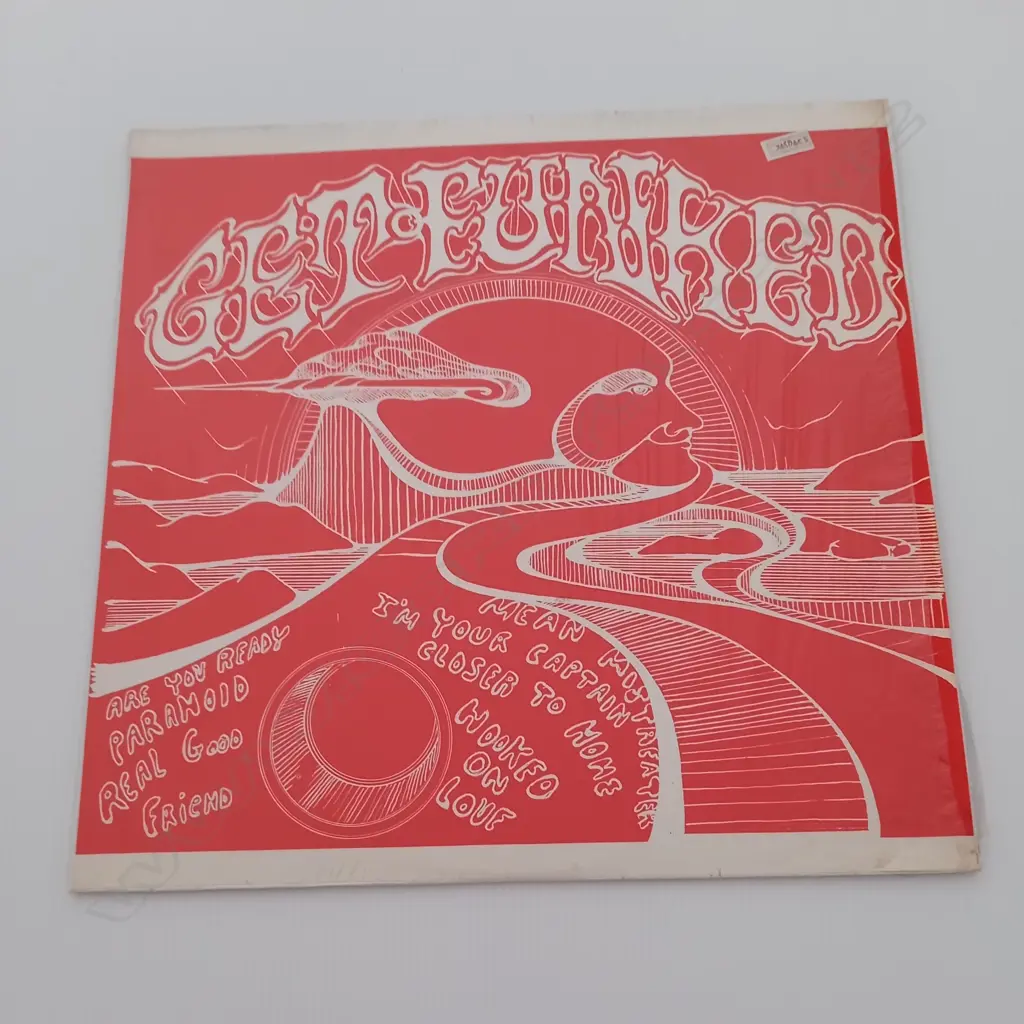 GET FUNKED
ARE YOU READY
PARANOID
REAL GOOD
FRIEND
MEAN MISTREATER
I'M YOUR CAPTAIN
CLOSER TO HOME
HOOKED
ON
LOVE